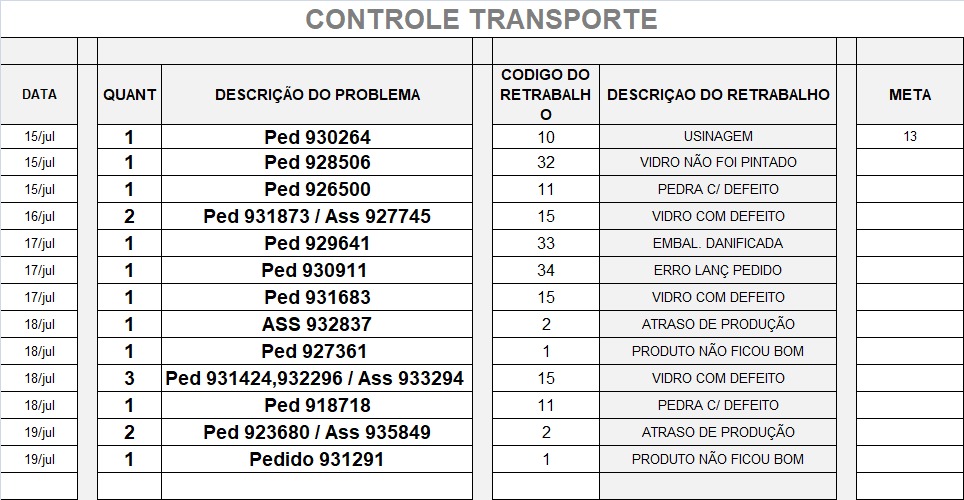 CONTROLE TRANSPORTE
DATA QUANT DESCRIÇÃO DO PROBLEMA CODIGO DO RETRABALHO DESCRIÇAO DO RETRABALHO META
15/jul 1 Ped 930264 10 USINAGEM 13
15/jul 1 Ped 928506 32 VIDRO NÃO FOI PINTADO
15/jul 1 Ped 926500 11 PEDRA C/ DEFEITO
16/jul 2 Ped 931873 / Ass 927745 15 VIDRO COM DEFEITO
17/jul 1 Ped 929641 33 EMBAL. DANIFICADA
17/jul 1 Ped 930911 34 ERRO LANÇ PEDIDO
17/jul 1 Ped 931683 15 VIDRO COM DEFEITO
18/jul 1 ASS 932837 2 ATRASO DE PRODUÇÃO
18/jul 1 Ped 927361 1 PRODUTO NÃO FICOU BOM
18/jul 3 Ped 931424,932296 / Ass 933294 15 VIDRO COM DEFEITO
18/jul 1 Ped 918718 11 PEDRA C/ DEFEITO
19/jul 2 Ped 923680 / Ass 935849 2 ATRASO DE PRODUÇÃO
19/jul 1 Pedido 931291 1 PRODUTO NÃO FICOU BOM